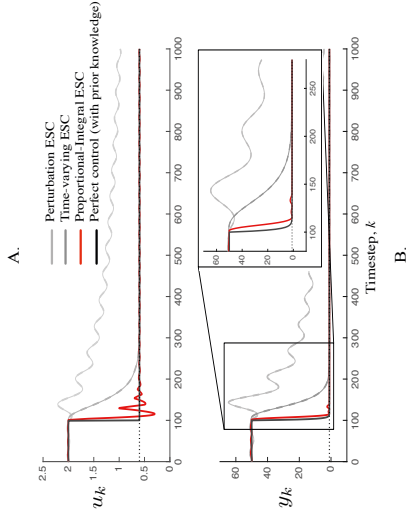 A.
Perturbation ESC
Time-varying ESC
Proportional-Integral ESC
Perfect control (with prior knowledge)
u_k
2.5
2
1.5
1
0.5
0
0 100 200 300 400 500 600 700 800 900 1000
y_k
60
40
20
0
0 100 200 300 400 500 600 700 800 900 1000
60
40
20
0
100 150 200 250
Timestep, k
B.